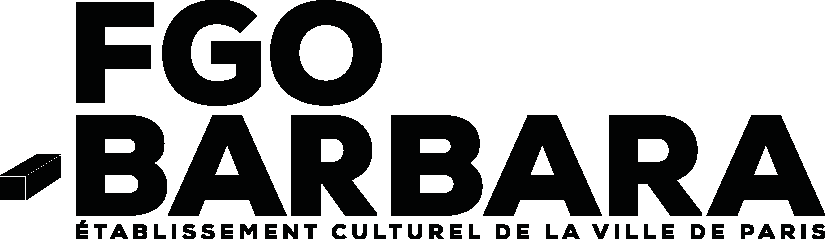 FGO
BARBARA
ÉTABLISSEMENT CULTUREL DE LA VILLE DE PARIS